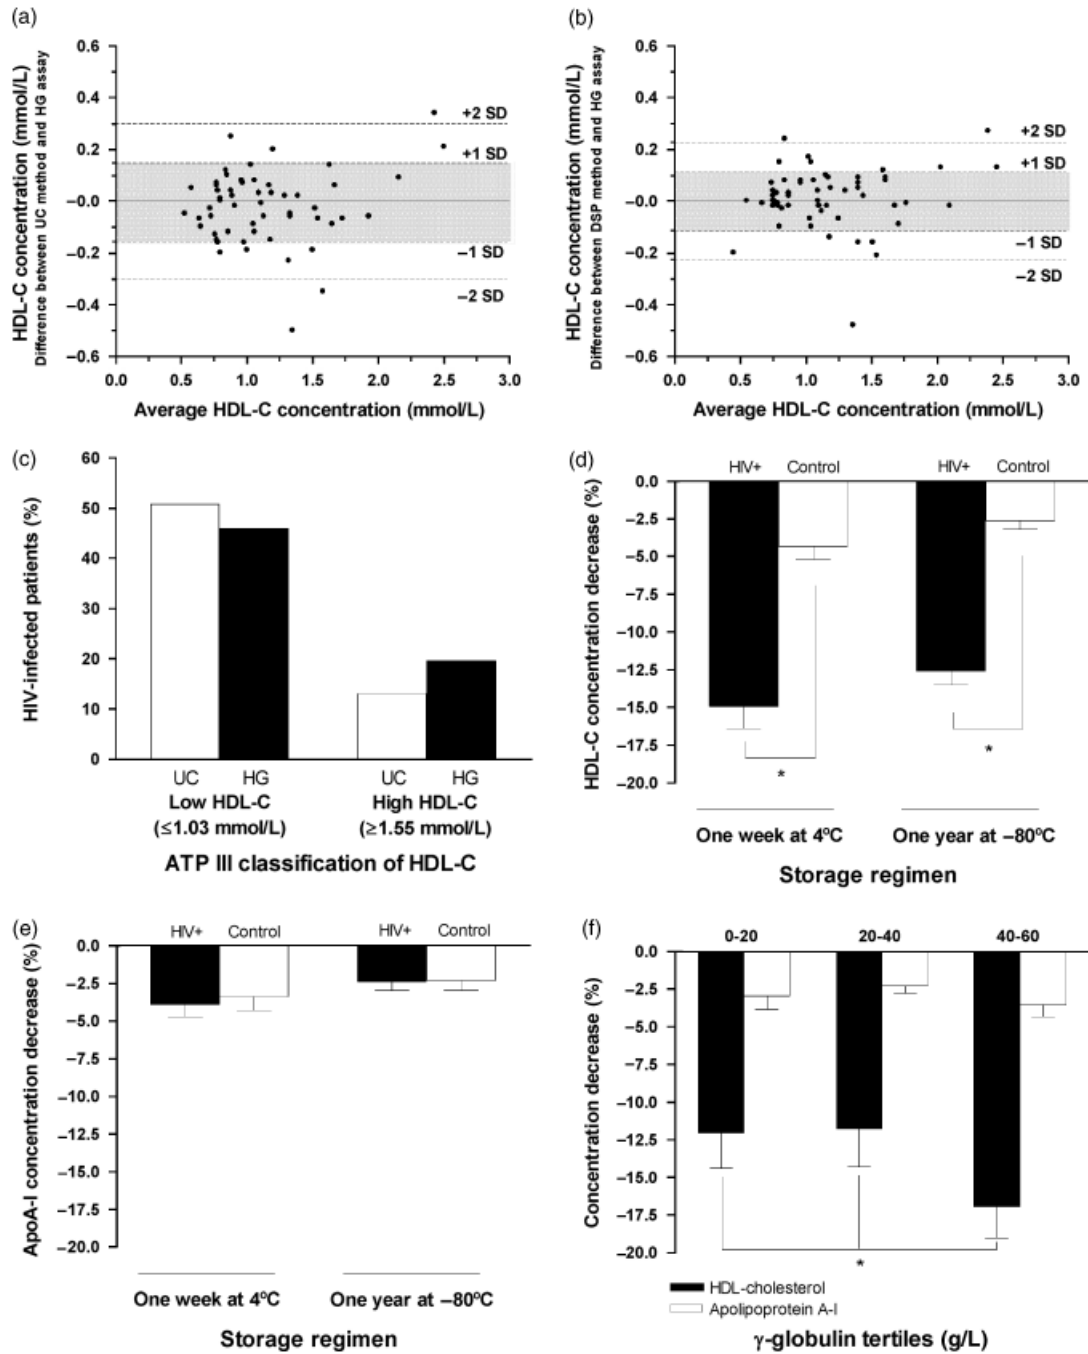 (a)
HDL-C concentration (mmol/L)
Difference between UC method and HG assay
0.6
0.4
0.2
–0.0
–0.2
–0.4
–0.6
+2 SD
+1 SD
–1 SD
–2 SD
0.0 0.5 1.0 1.5 2.0 2.5 3.0
Average HDL-C concentration (mmol/L)
(b)
HDL-C concentration (mmol/L)
Difference between DSP method and HG assay
0.6
0.4
0.2
–0.0
–0.2
–0.4
–0.6
+2 SD
+1 SD
–1 SD
–2 SD
0.0 0.5 1.0 1.5 2.0 2.5 3.0
Average HDL-C concentration (mmol/L)
(c)
HIV-infected patients (%)
60
50
40
30
20
10
0
UC HG UC HG
Low HDL-C High HDL-C
(≤1.03 mmol/L) (≥1.55 mmol/L)
ATP III classification of HDL-C
(d)
HDL-C concentration decrease (%)
HIV+ Control HIV+ Control
0.0
–2.5
–5.0
–7.5
–10.0
–12.5
–15.0
–17.5
–20.0
* *
One week at 4ºC One year at –80ºC
Storage regimen
(e)
ApoA-I concentration decrease (%)
HIV+ Control HIV+ Control
0.0
–2.5
–5.0
–7.5
–10.0
–12.5
–15.0
–17.5
–20.0
One week at 4ºC One year at –80ºC
Storage regimen
(f)
Concentration decrease (%)
0-20 20-40 40-60
0.0
–2.5
–5.0
–7.5
–10.0
–12.5
–15.0
–17.5
–20.0
*
HDL-cholesterol
Apolipoprotein A-I
γ-globulin tertiles (g/L)